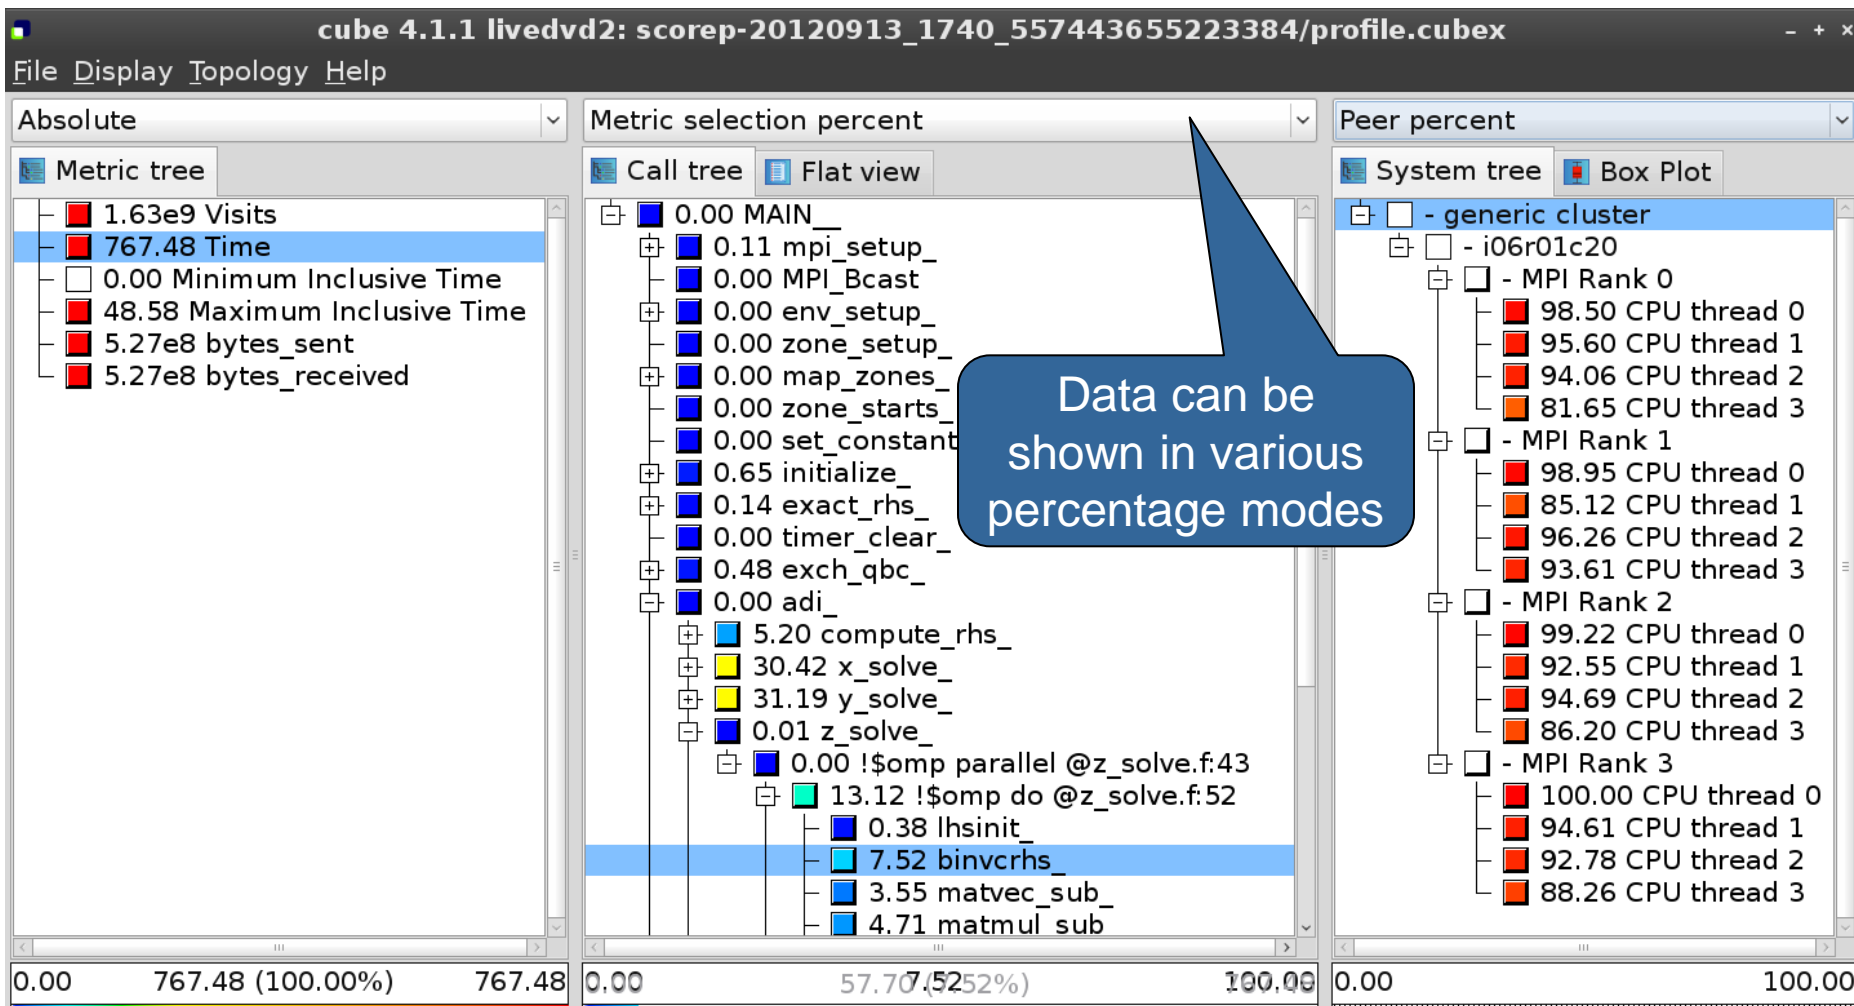 cube 4.1.1 livedvd2: scorep-20120913_1740_557443655223384/profile.cubex
File Display Topology Help
Absolute
Metric selection percent
Peer percent
Metric tree
Call tree
Flat view
System tree
Box Plot
1.63e9 Visits
767.48 Time
0.00 Minimum Inclusive Time
48.58 Maximum Inclusive Time
5.27e8 bytes_sent
5.27e8 bytes_received
0.00 MAIN__
0.11 mpi_setup_
0.00 MPI_Bcast
0.00 env_setup_
0.00 zone_setup_
0.00 map_zones_
0.00 zone_starts_
0.00 set_constant
0.65 initialize_
0.14 exact_rhs_
0.00 timer_clear_
0.48 exch_qbc_
0.00 adi_
5.20 compute_rhs_
30.42 x_solve_
31.19 y_solve_
0.01 z_solve_
0.00 !$omp parallel @z_solve.f:43
13.12 !$omp do @z_solve.f:52
0.38 lhsinit_
7.52 binvcrhs_
3.55 matvec_sub_
4.71 matmul_sub
Data can be
shown in various
percentage modes
- generic cluster
- i06r01c20
- MPI Rank 0
98.50 CPU thread 0
95.60 CPU thread 1
94.06 CPU thread 2
81.65 CPU thread 3
- MPI Rank 1
98.95 CPU thread 0
85.12 CPU thread 1
96.26 CPU thread 2
93.61 CPU thread 3
- MPI Rank 2
99.22 CPU thread 0
92.55 CPU thread 1
94.69 CPU thread 2
86.20 CPU thread 3
- MPI Rank 3
100.00 CPU thread 0
94.61 CPU thread 1
92.78 CPU thread 2
88.26 CPU thread 3
0.00 767.48 (100.00%) 767.48
0.00 7.52 100.00
57.70 (7.52%) 767.48
0.00 100.00